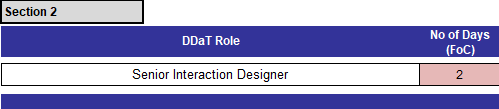 Section 2
DDaT Role No of Days
(FoC)
Senior Interaction Designer 2